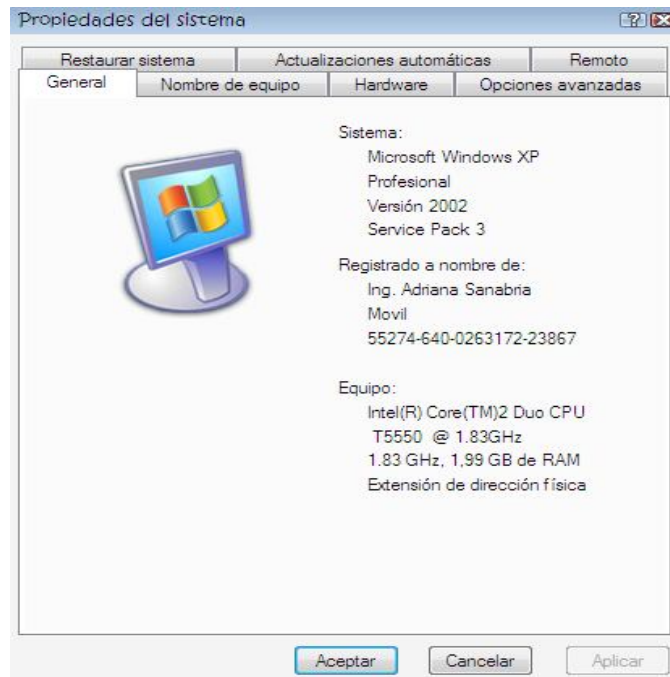 Propiedades del sistema
Restaurar sistema
Actualizaciones automáticas
Remoto
General
Nombre de equipo
Hardware
Opciones avanzadas
Sistema:
Microsoft Windows XP
Profesional
Versión 2002
Service Pack 3
Registrado a nombre de:
Ing. Adriana Sanabria
Movil
55274-640-0263172-23867
Equipo:
Intel(R) Core(TM)2 Duo CPU
T5550 @ 1.83GHz
1.83 GHz, 1,99 GB de RAM
Extensión de dirección física
Aceptar
Cancelar
Aplicar